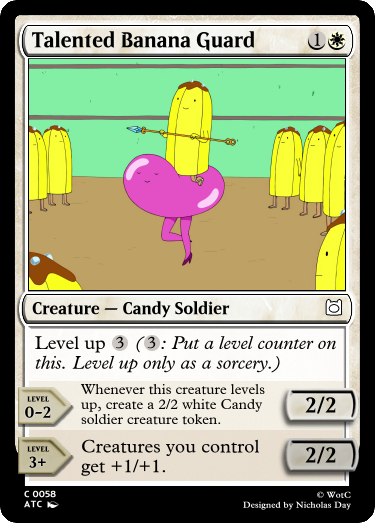 Talented Banana Guard 1
Creature — Candy Soldier
Level up 3 (3: Put a level counter on
this. Level up only as a sorcery.)
LEVEL
0-2
Whenever this creature levels
up, create a 2/2 white Candy
soldier creature token.
2/2
LEVEL
3+
Creatures you control
get +1/+1.
2/2
C 0058
ATC
© WotC
Designed by Nicholas Day